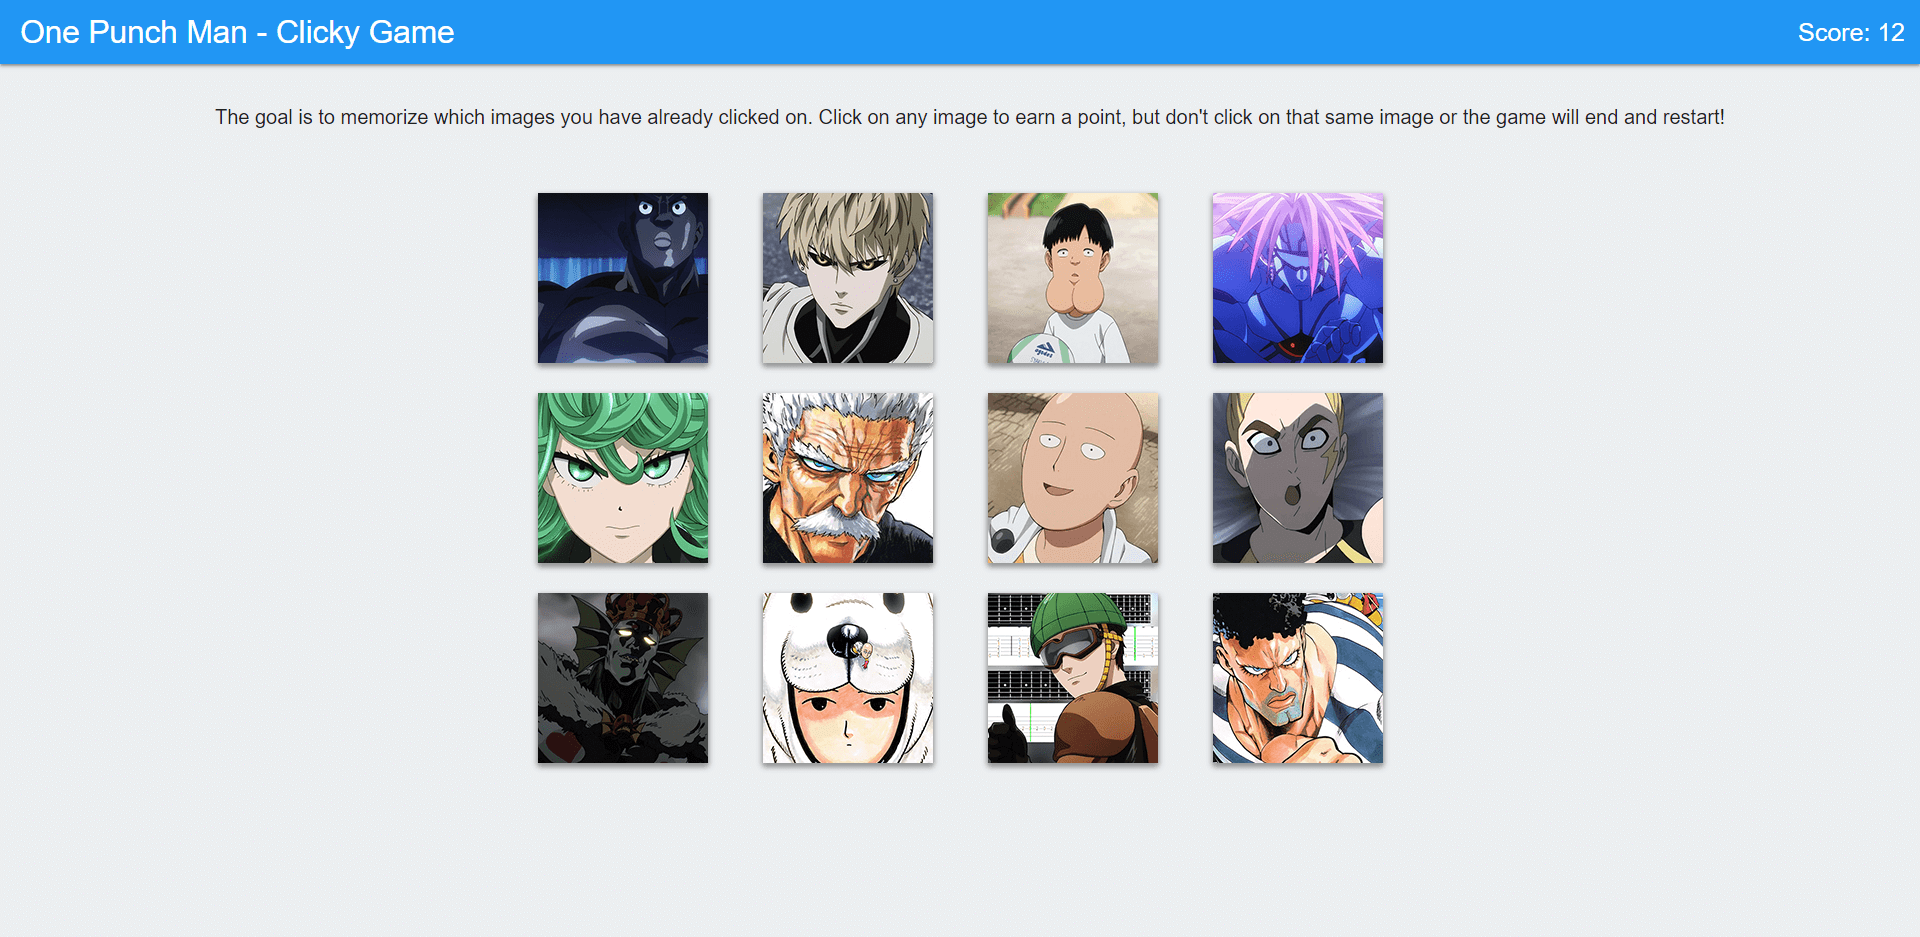 One Punch Man - Clicky Game
Score: 12
The goal is to memorize which images you have already clicked on. Click on any image to earn a point, but don't click on that same image or the game will end and restart!